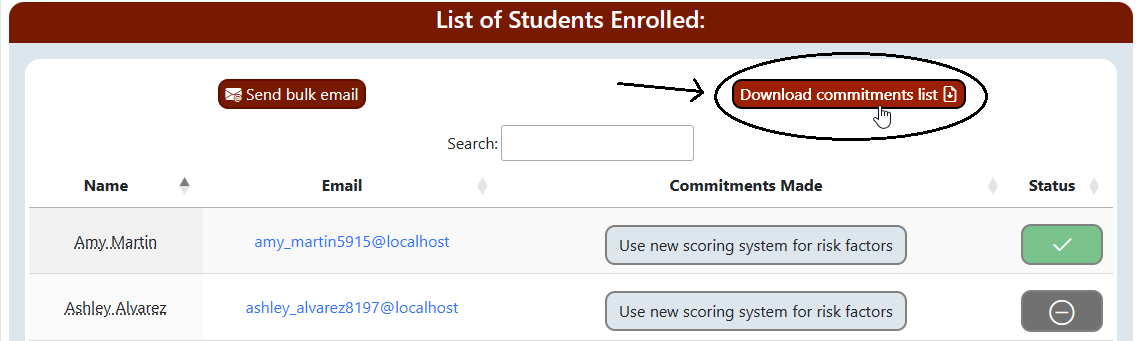 List of Students Enrolled:
Send bulk email
Download commitments list
Search:
Name Email Commitments Made Status
Amy Martin amy_martin5915@localhost Use new scoring system for risk factors
Ashley Alvarez ashley_alvarez8197@localhost Use new scoring system for risk factors